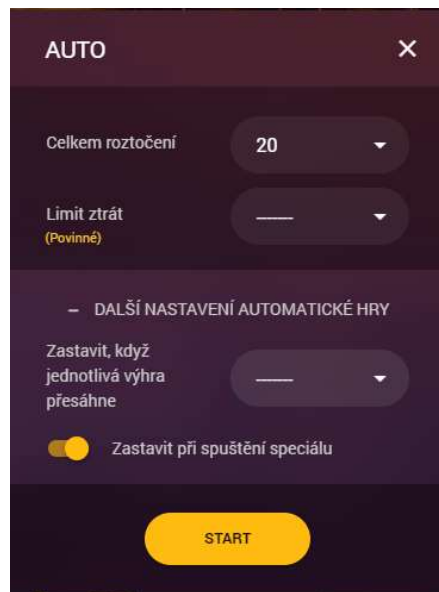 AUTO
Celkem roztočení
20
Limit ztrát
(Povinné)
-------
– DALŠÍ NASTAVENÍ AUTOMATICKÉ HRY
Zastavit, když
jednotlivá výhra
přesáhne
-------
Zastavit při spuštění speciálu
START